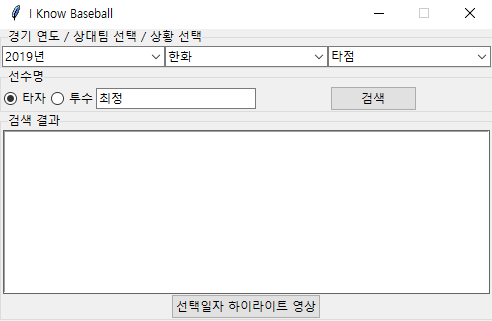 I Know Baseball
경기 연도 / 상대팀 선택 / 상황 선택
2019년 한화 타점
선수명
타자 투수 최정 검색
검색 결과
선택일자 하이라이트 영상